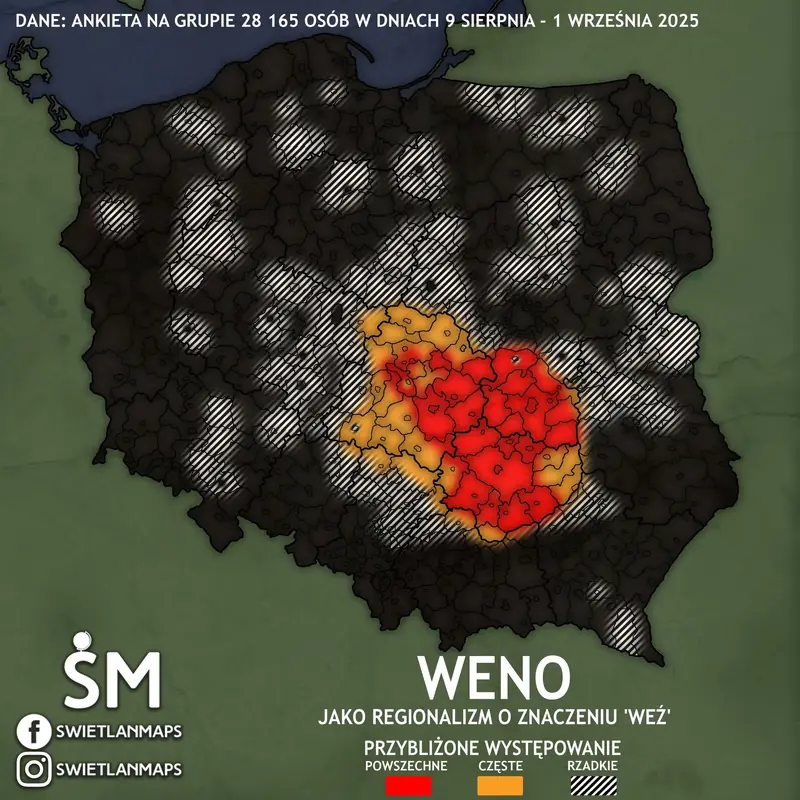 DANE: ANKIETA NA GRUPIE 28 165 OSÓB W DNIACH 9 SIERPNIA - 1 WRZEŚNIA 2025
ŚM
SWIETLANMAPS
SWIETLANMAPS
WENO
JAKO REGIONALIZM O ZNACZENIU 'WEŹ'
PRZYBLIŻONE WYSTĘPOWANIE
POWSZECHNE CZĘSTE RZADKIE